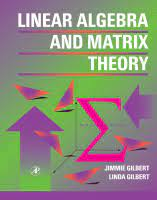 LINEAR ALGEBRA
AND MATRIX
THEORY
Σ
JIMMIE GILBERT
LINDA GILBERT